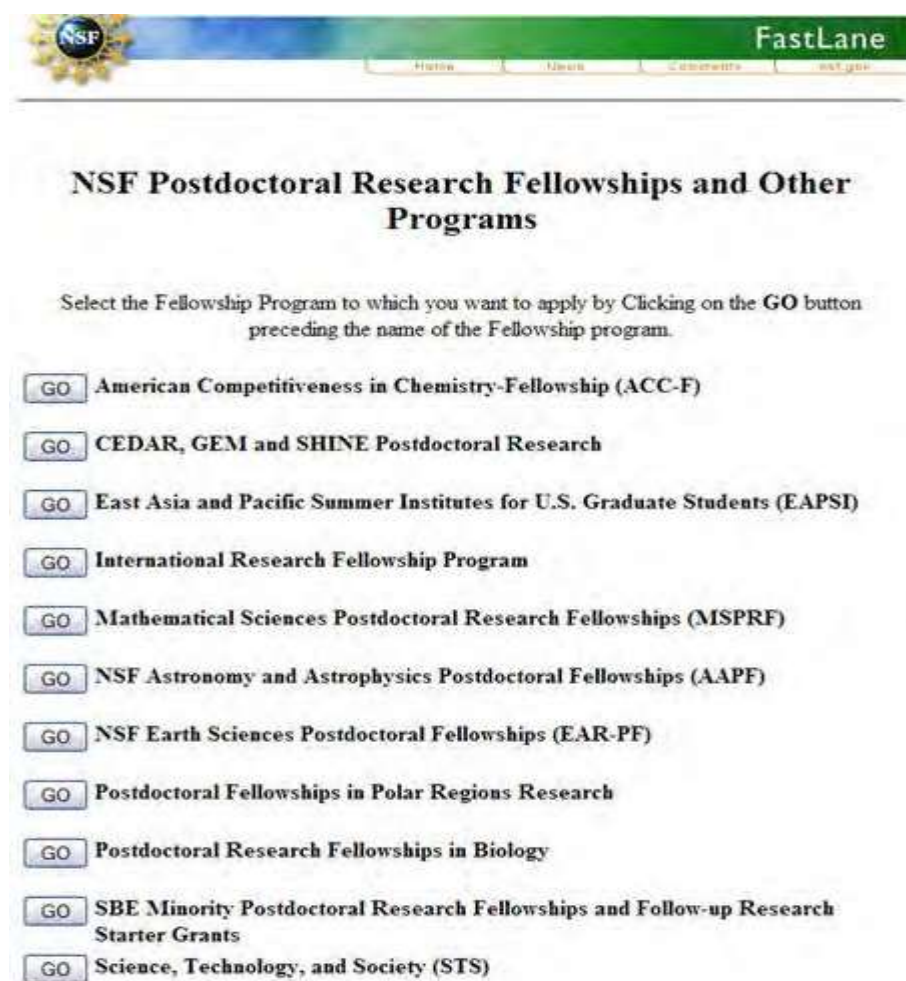 NSF
FastLane
Home News Comments nsf.gov
NSF Postdoctoral Research Fellowships and Other
Programs
Select the Fellowship Program to which you want to apply by Clicking on the GO button
preceding the name of the Fellowship program.
GO American Competitiveness in Chemistry-Fellowship (ACC-F)
GO CEDAR, GEM and SHINE Postdoctoral Research
GO East Asia and Pacific Summer Institutes for U.S. Graduate Students (EAPSI)
GO International Research Fellowship Program
GO Mathematical Sciences Postdoctoral Research Fellowships (MSPRF)
GO NSF Astronomy and Astrophysics Postdoctoral Fellowships (AAPF)
GO NSF Earth Sciences Postdoctoral Fellowships (EAR-PF)
GO Postdoctoral Fellowships in Polar Regions Research
GO Postdoctoral Research Fellowships in Biology
GO SBE Minority Postdoctoral Research Fellowships and Follow-up Research
Starter Grants
GO Science, Technology, and Society (STS)